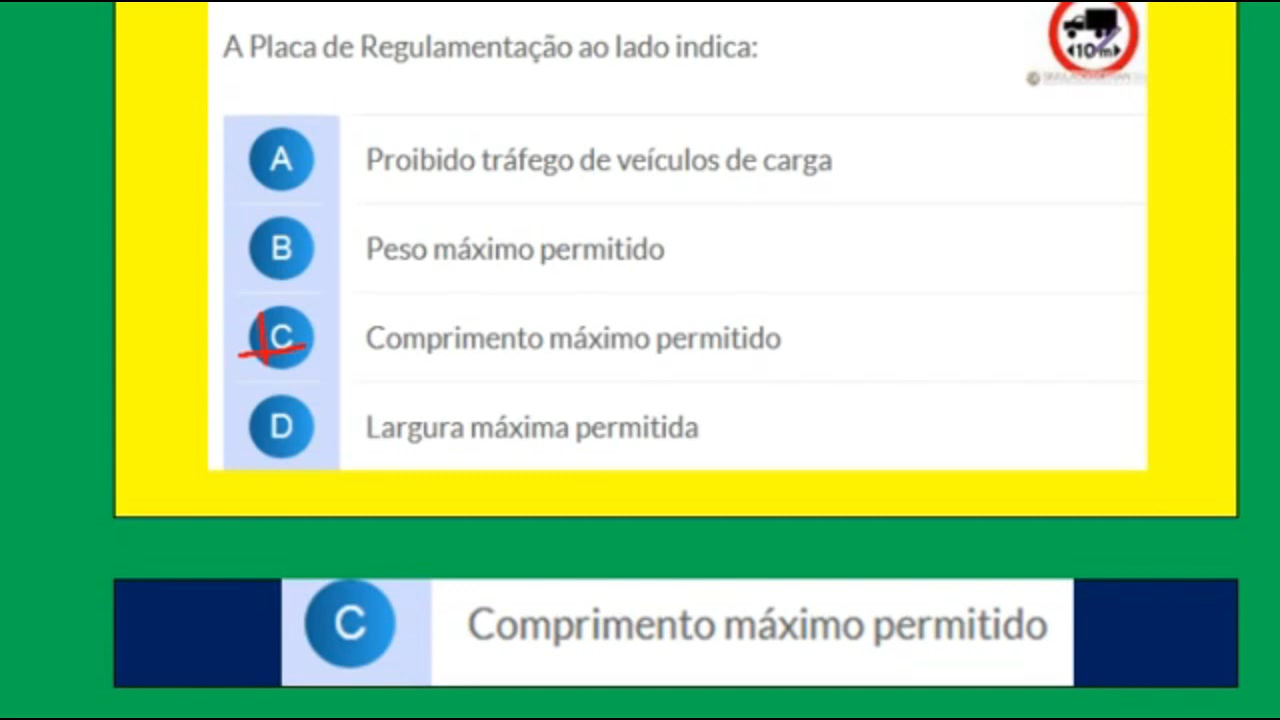 A Placa de Regulamentação ao lado indica:
10 m
A Proibido tráfego de veículos de carga
B Peso máximo permitido
C Comprimento máximo permitido
D Largura máxima permitida
C Comprimento máximo permitido